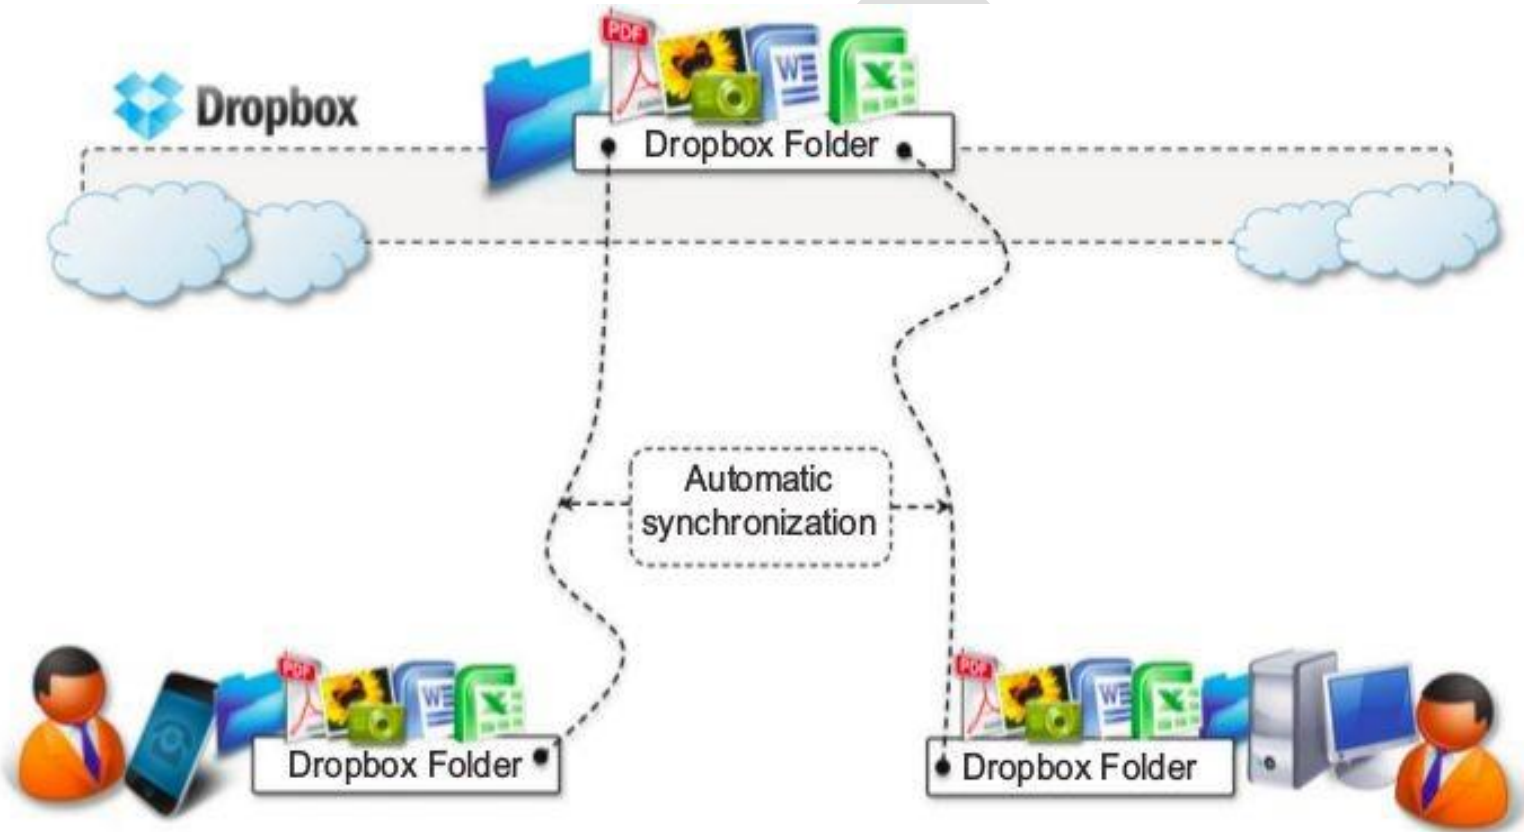 PDF
W
X
Dropbox
Dropbox Folder
Automatic
synchronization
PDF
W
X
Dropbox Folder
PDF
W
X
Dropbox Folder